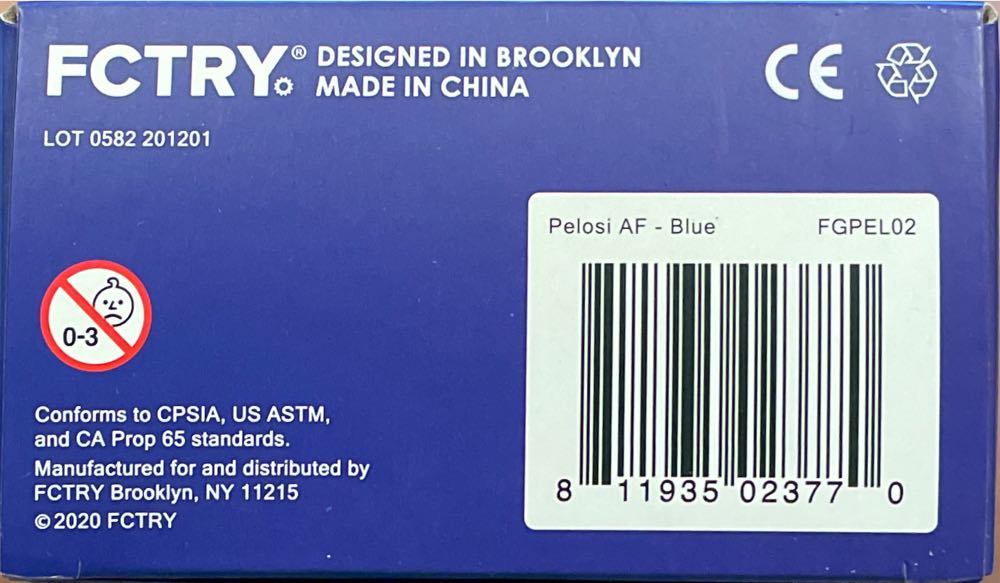 FCTRY® DESIGNED IN BROOKLYN
MADE IN CHINA
CE
LOT 0582 201201
Pelosi AF - Blue FGPEL02
0-3
8 11935 02377 0
Conforms to CPSIA, US ASTM,
and CA Prop 65 standards.
Manufactured for and distributed by
FCTRY Brooklyn, NY 11215
© 2020 FCTRY